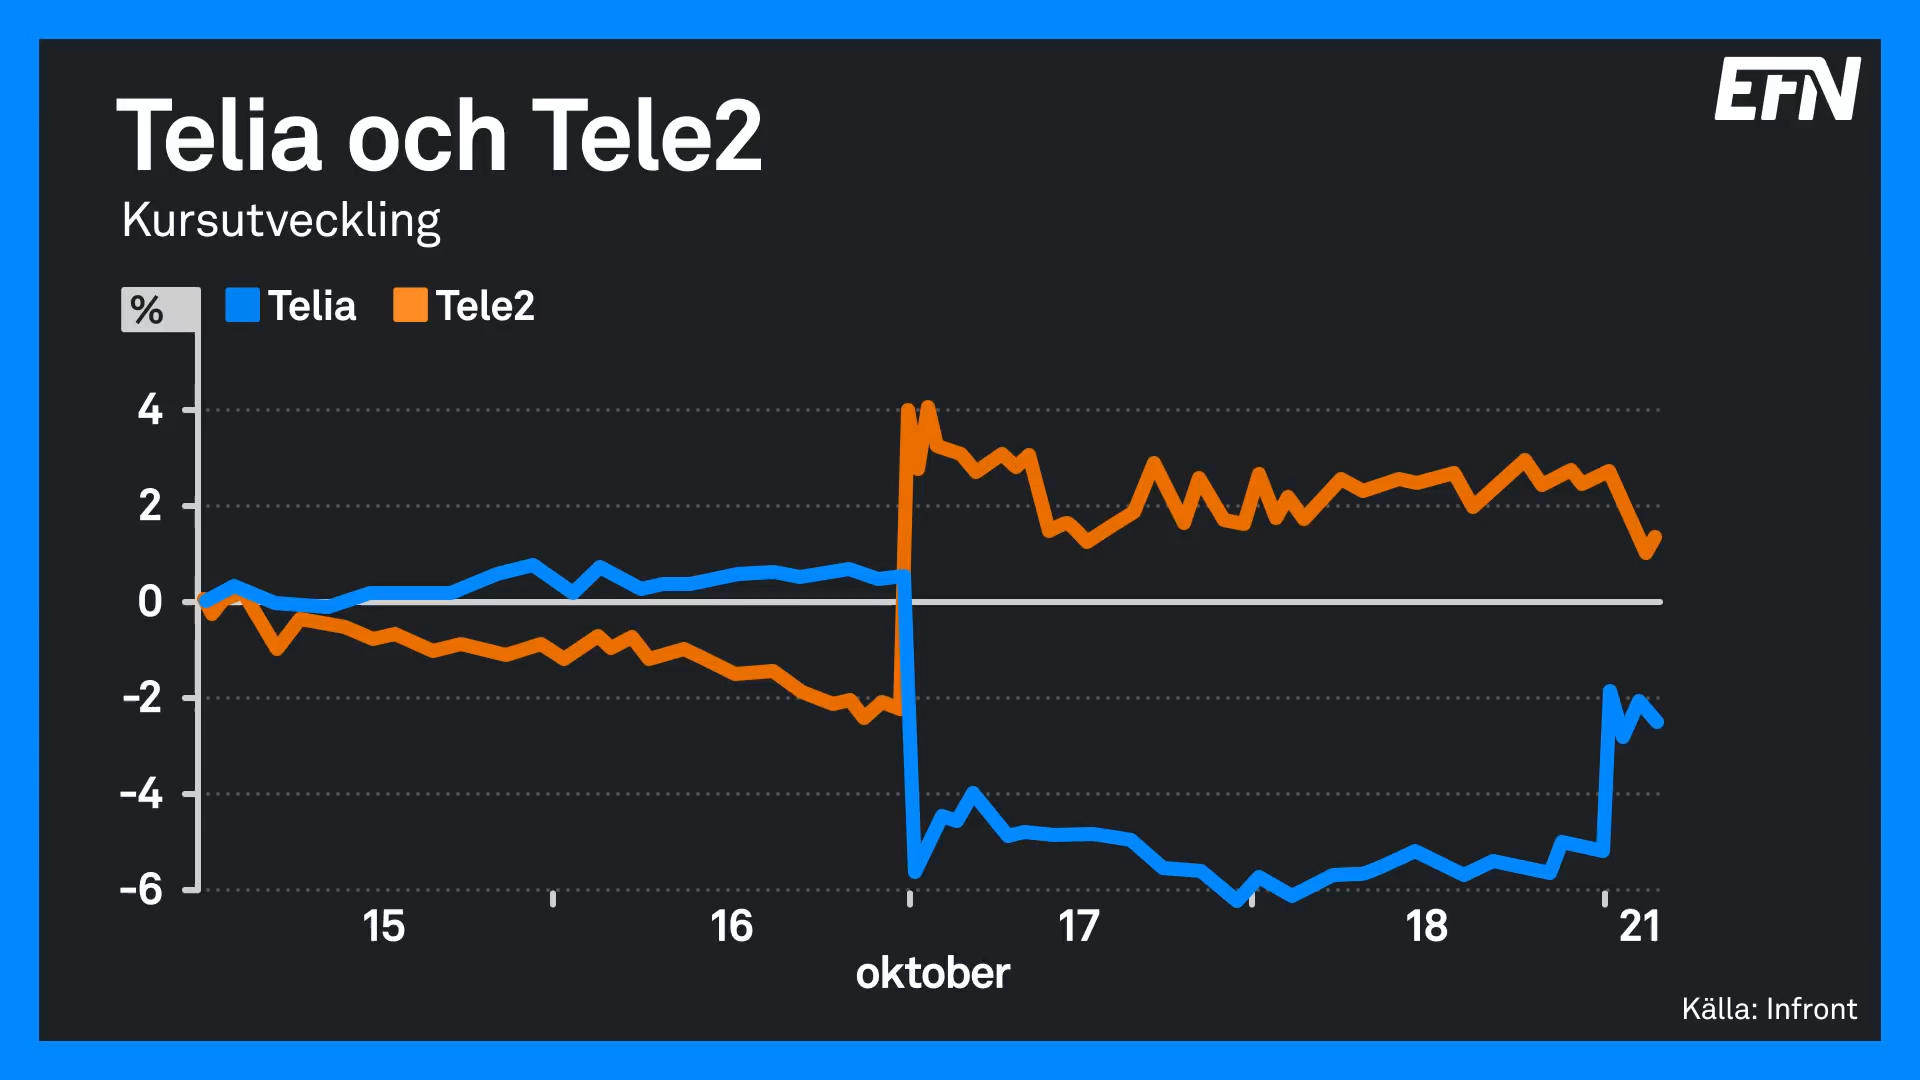 EFN
Telia och Tele2
Kursutveckling
% Telia Tele2
4
2
0
-2
-4
-6
15 16 17 18 21
oktober
Källa: Infront